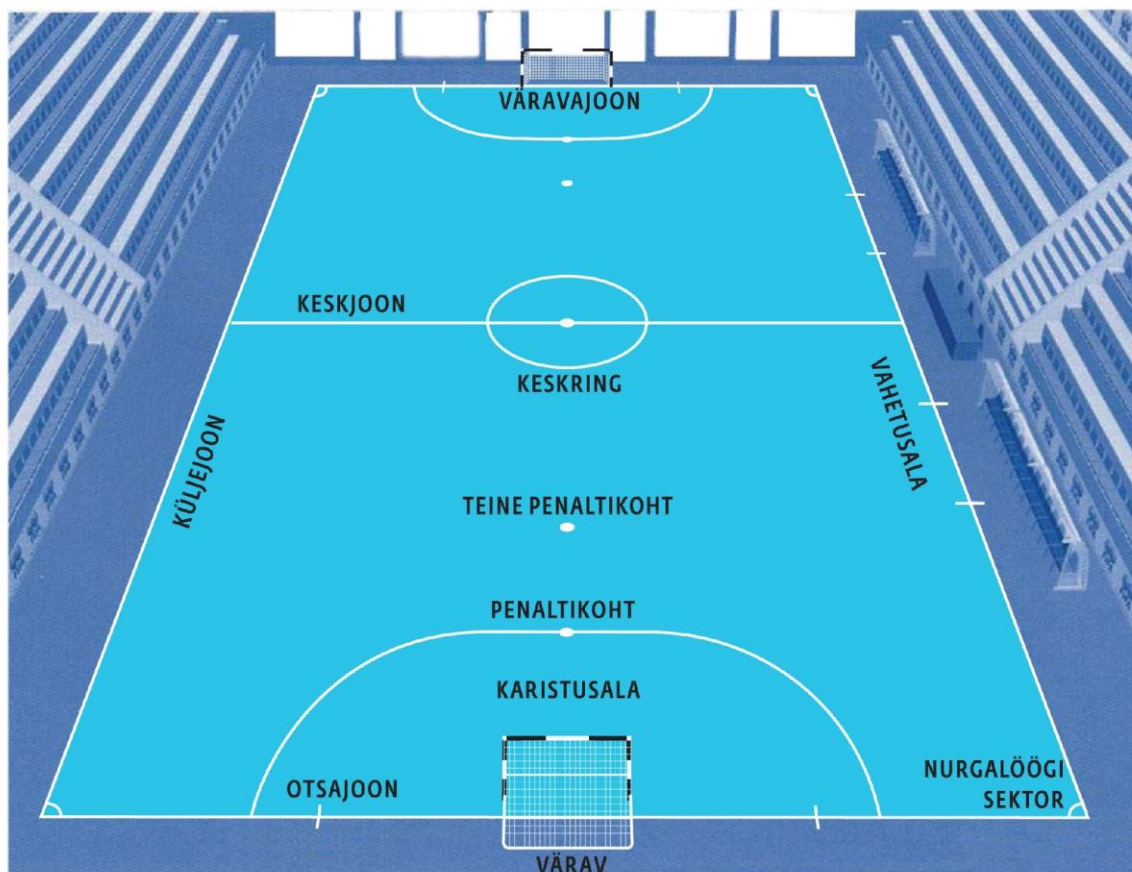 VÄRAVAJOON
KESKJOON
KESKRING
VAHETUSALA
KÜLJEJOON
TEINE PENALTIKOHT
PENALTIKOHT
KARISTUSALA
OTSAJOON
NURGALÖÖGI
SEKTOR
VÄRAV